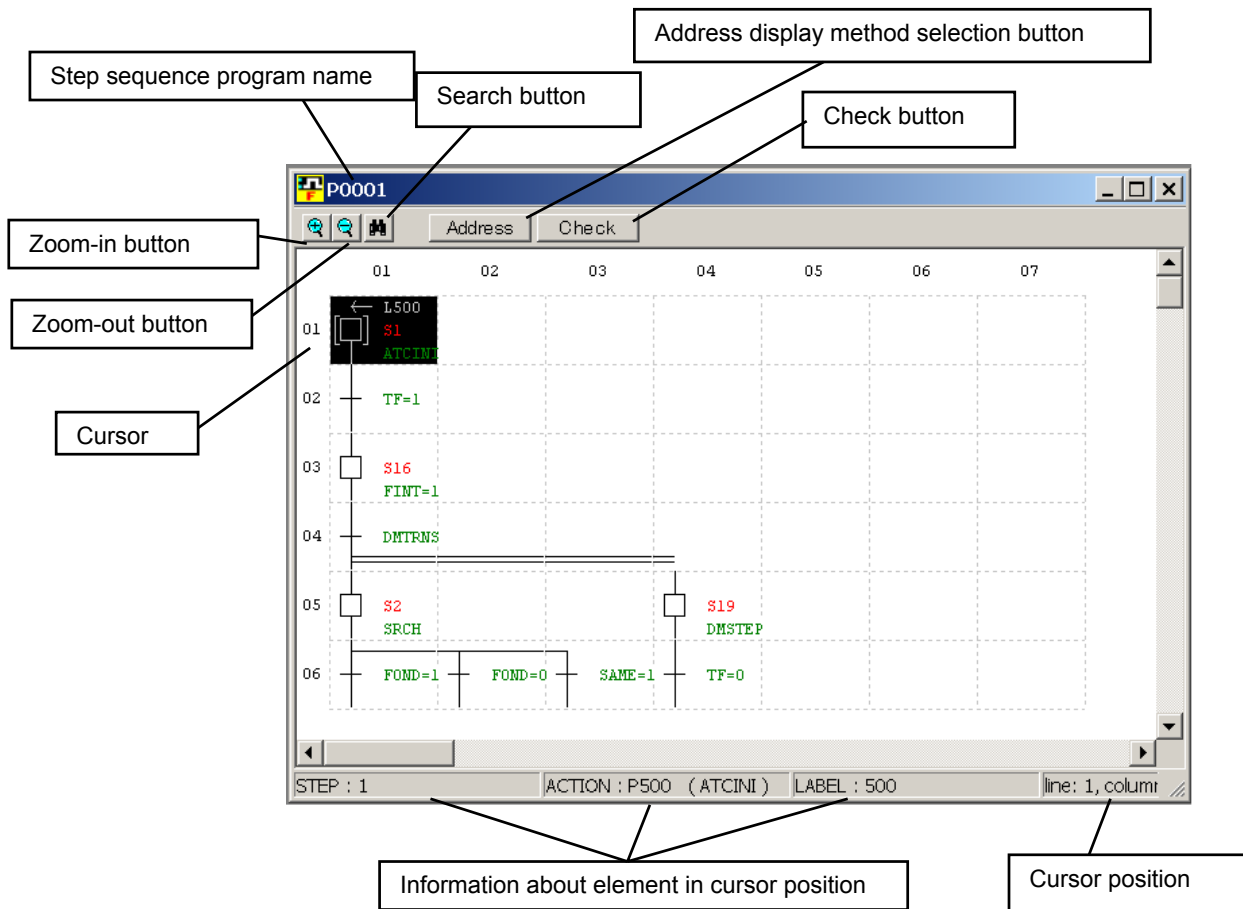 Address display method selection button
Step sequence program name
Search button
Check button
P0001
Address Check
Zoom-in button
01 02 03 04 05 06 07
Zoom-out button
L500
01 S1
ATCINI
Cursor
02 TF=1
03 S16
FINT=1
04 DMTRNS
05 S2 S19
SRCH DMSTEP
06 FOND=1 FOND=0 SAME=1 TF=0
STEP : 1 ACTION : P500 (ATCINI) LABEL : 500 line: 1, column
Information about element in cursor position
Cursor position